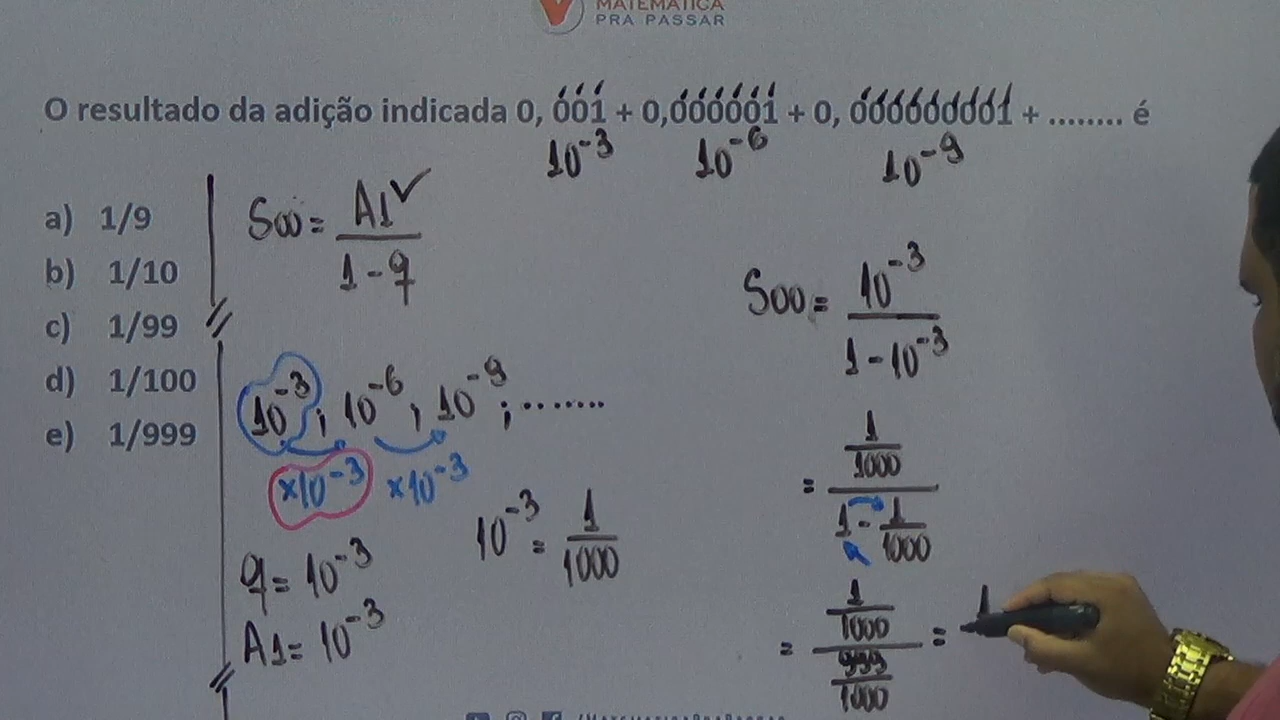 MATEMÁTICA
PRA PASSAR
O resultado da adição indicada 0, 001 + 0,000001 + 0, 000000001 + ........ é
10⁻³ 10⁻⁶ 10⁻⁹
a) 1/9
b) 1/10
c) 1/99
d) 1/100
e) 1/999
S∞ = A1 ✓ / 1 - q
10⁻³ ; 10⁻⁶ ; 10⁻⁹ ; .......
×10⁻³ ×10⁻³
q = 10⁻³
A1 = 10⁻³
10⁻³ = 1/1000
S∞ = 10⁻³ / 1 - 10⁻³
= 1/1000 / 1 - 1/1000
= 1/1000 / 999/1000 = 1